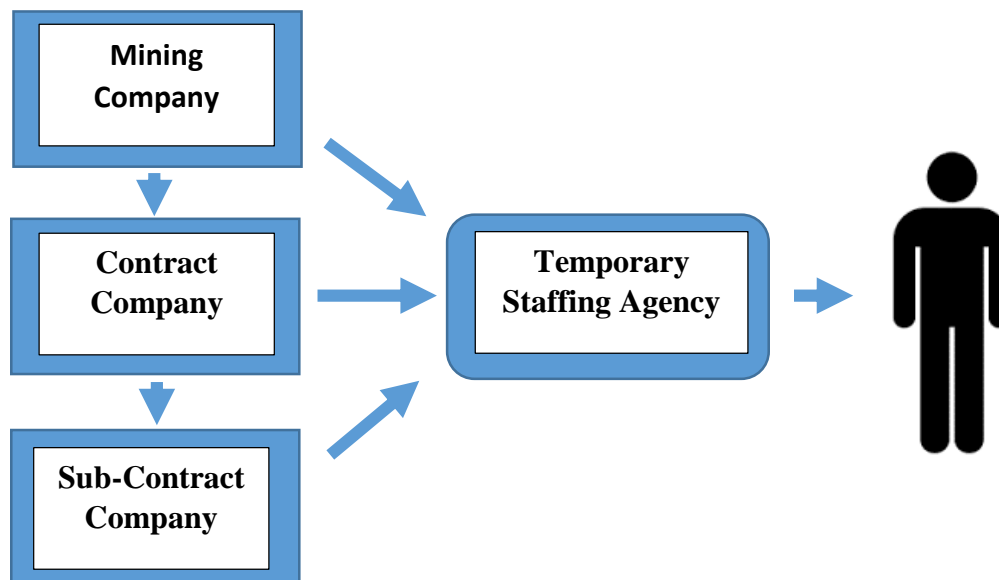 Mining
Company
Contract
Company
Temporary
Staffing Agency
Sub-Contract
Company